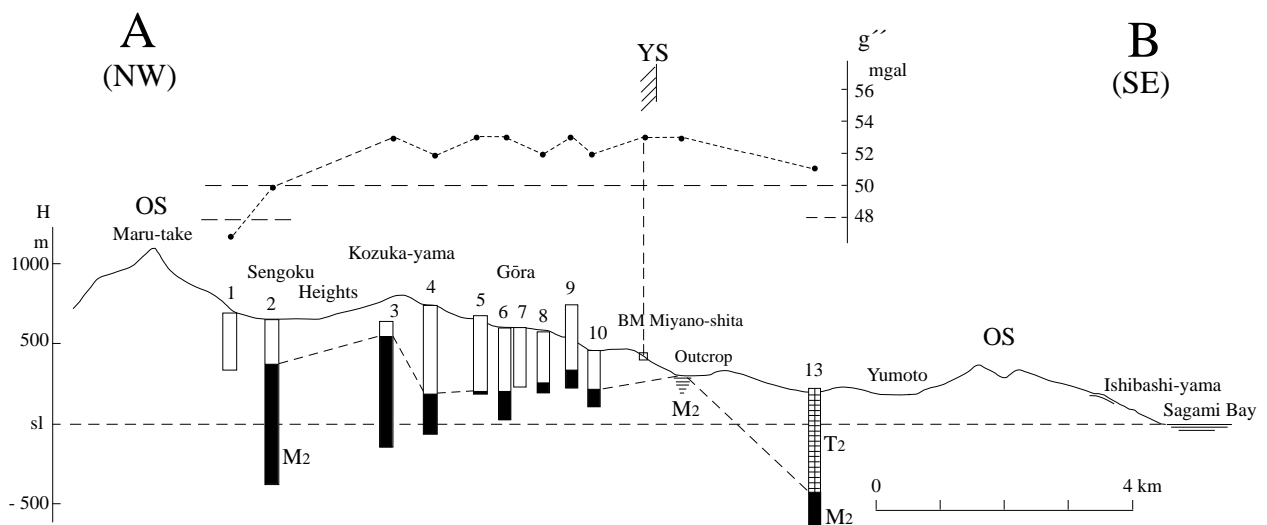 A
(NW)
YS
g´´
mgal
B
(SE)
56
54
52
50
48
H
m
1000
500
sl
- 500
OS
Maru-take
Sengoku
Heights
Kozuka-yama
Gōra
1
2
3
4
5
6
7
8
9
10
BM Miyano-shita
Outcrop
M2
M2
13
T2
M2
Yumoto
OS
Ishibashi-yama
Sagami Bay
0
4 km